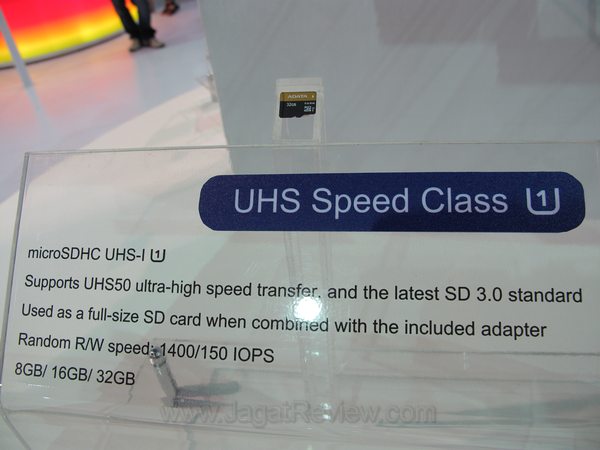 ADATA
32GB
UHS Speed Class 1
microSDHC UHS-I 1
Supports UHS50 ultra-high speed transfer, and the latest SD 3.0 standard
Used as a full-size SD card when combined with the included adapter
Random R/W speed: 1400/150 IOPS
8GB/ 16GB/ 32GB
www.JagatReview.com